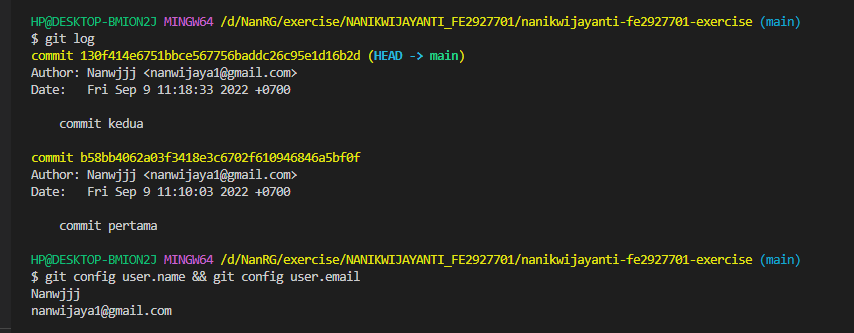 HP@DESKTOP-BMION2J MINGW64 /d/NanRG/exercise/NANIKWIJAYANTI_FE2927701/nanikwijayanti-fe2927701-exercise (main)
$ git log
commit 130f414e6751bbce567756baddc26c95e1d16b2d (HEAD -> main)
Author: Nanwjjj <nanwijaya1@gmail.com>
Date:   Fri Sep 9 11:18:33 2022 +0700
    commit kedua
commit b58bb4062a03f3418e3c6702f610946846a5bf0f
Author: Nanwjjj <nanwijaya1@gmail.com>
Date:   Fri Sep 9 11:10:03 2022 +0700
    commit pertama
HP@DESKTOP-BMION2J MINGW64 /d/NanRG/exercise/NANIKWIJAYANTI_FE2927701/nanikwijayanti-fe2927701-exercise (main)
$ git config user.name && git config user.email
Nanwjjj
nanwijaya1@gmail.com